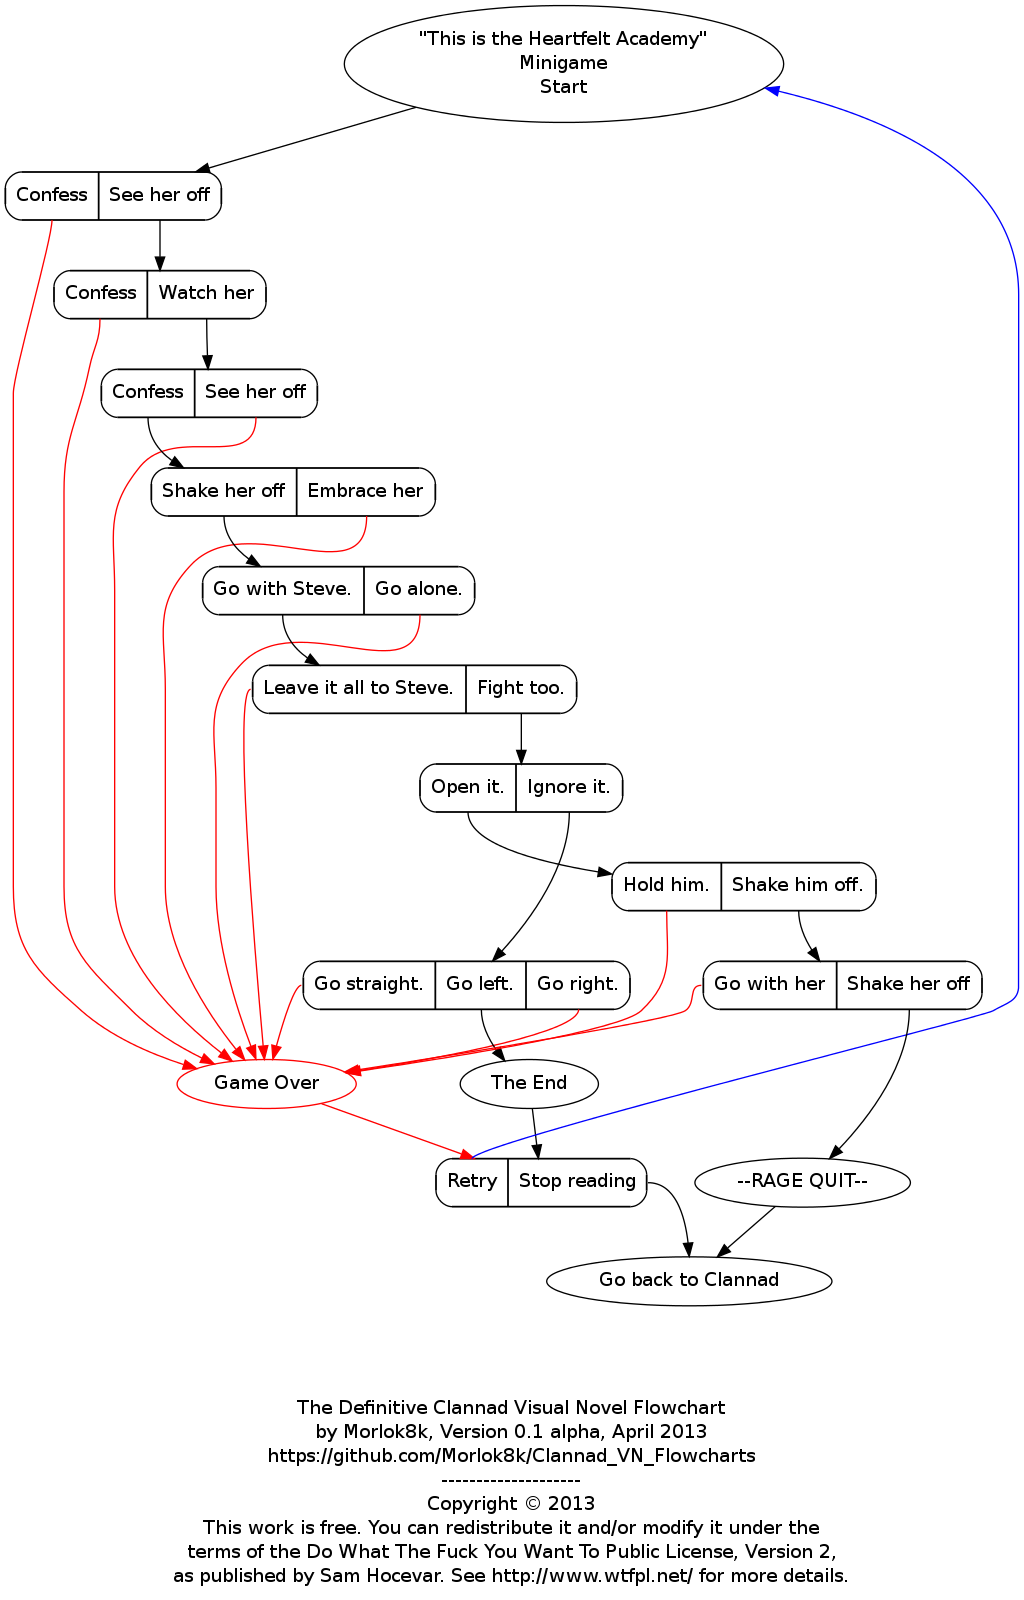 "This is the Heartfelt Academy"
Minigame
Start
Confess See her off
Confess Watch her
Confess See her off
Shake her off Embrace her
Go with Steve. Go alone.
Leave it all to Steve. Fight too.
Open it. Ignore it.
Hold him. Shake him off.
Go straight. Go left. Go right.
Go with her Shake her off
Game Over
The End
Retry Stop reading
--RAGE QUIT--
Go back to Clannad
The Definitive Clannad Visual Novel Flowchart
by Morlok8k, Version 0.1 alpha, April 2013
https://github.com/Morlok8k/Clannad_VN_Flowcharts
--------------------
Copyright © 2013
This work is free. You can redistribute it and/or modify it under the
terms of the Do What The Fuck You Want To Public License, Version 2,
as published by Sam Hocevar. See http://www.wtfpl.net/ for more details.